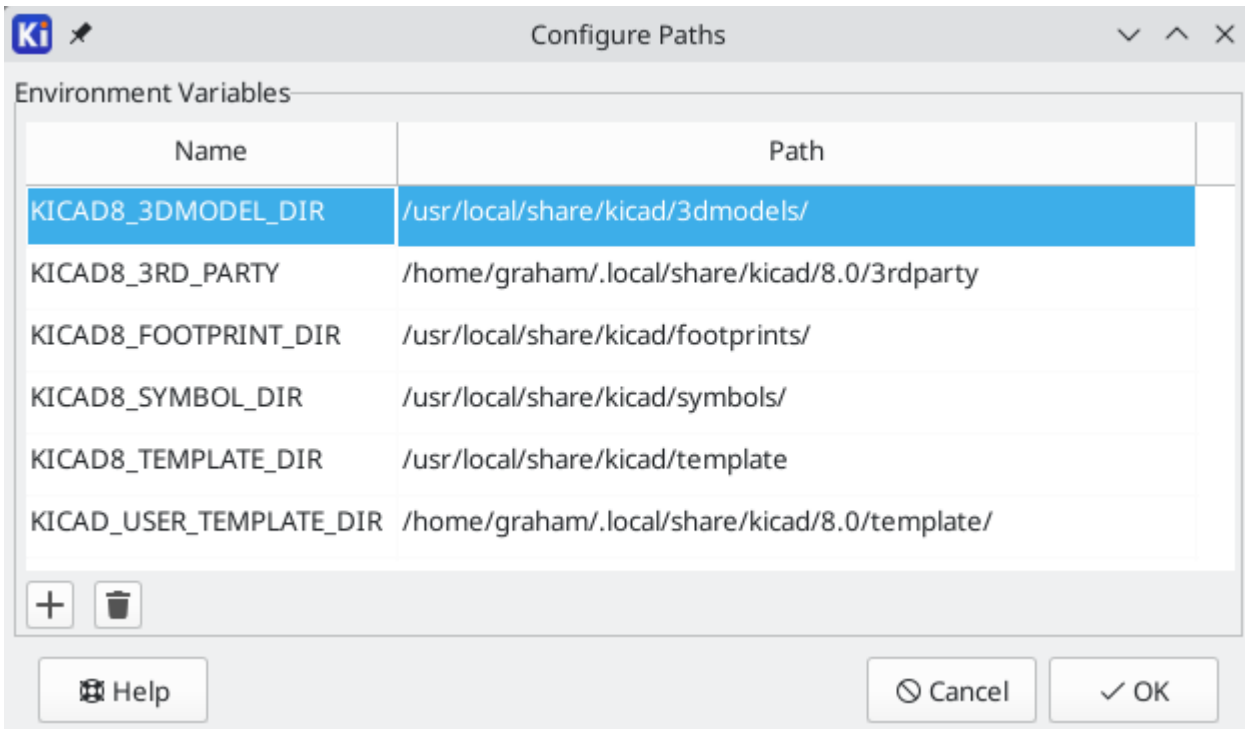 Ki Configure Paths
Environment Variables
Name Path
KICAD8_3DMODEL_DIR /usr/local/share/kicad/3dmodels/
KICAD8_3RD_PARTY /home/graham/.local/share/kicad/8.0/3rdparty
KICAD8_FOOTPRINT_DIR /usr/local/share/kicad/footprints/
KICAD8_SYMBOL_DIR /usr/local/share/kicad/symbols/
KICAD8_TEMPLATE_DIR /usr/local/share/kicad/template
KICAD_USER_TEMPLATE_DIR /home/graham/.local/share/kicad/8.0/template/
Help Cancel OK